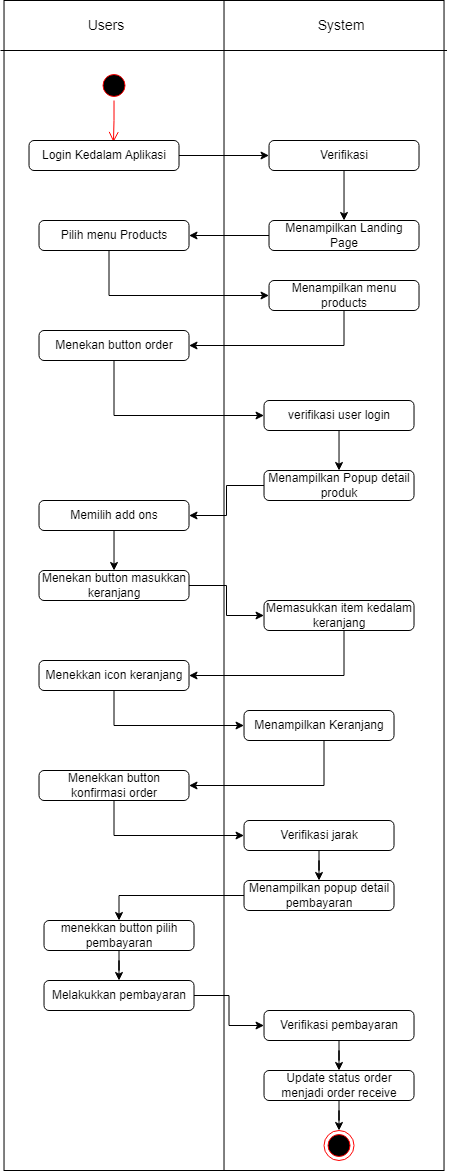 Users
System
Login Kedalam Aplikasi
Verifikasi
Menampilkan Landing
Page
Pilih menu Products
Menampilkan menu
products
Menekan button order
verifikasi user login
Menampilkan Popup detail
produk
Memilih add ons
Menekan button masukkan
keranjang
Memasukkan item kedalam
keranjang
Menekkan icon keranjang
Menampilkan Keranjang
Menekkan button
konfirmasi order
Verifikasi jarak
Menampilkan popup detail
pembayaran
menekkan button pilih
pembayaran
Melakukkan pembayaran
Verifikasi pembayaran
Update status order
menjadi order receive